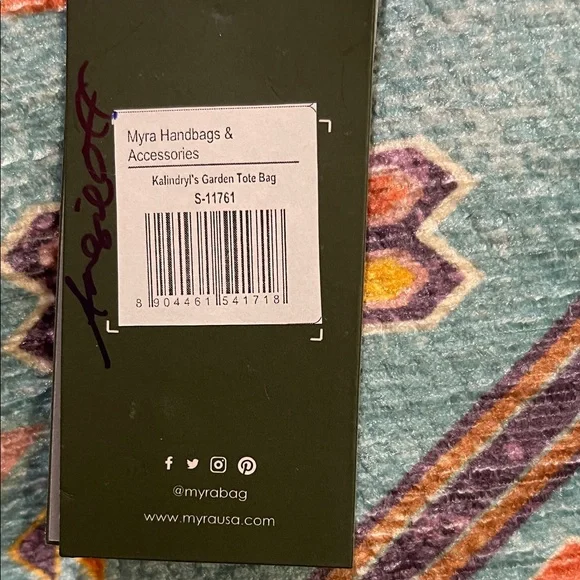 Myra Handbags &
Accessories
Kalindryl's Garden Tote Bag
S-11761
8 904461 541718
@myrabag
www.myrausa.com